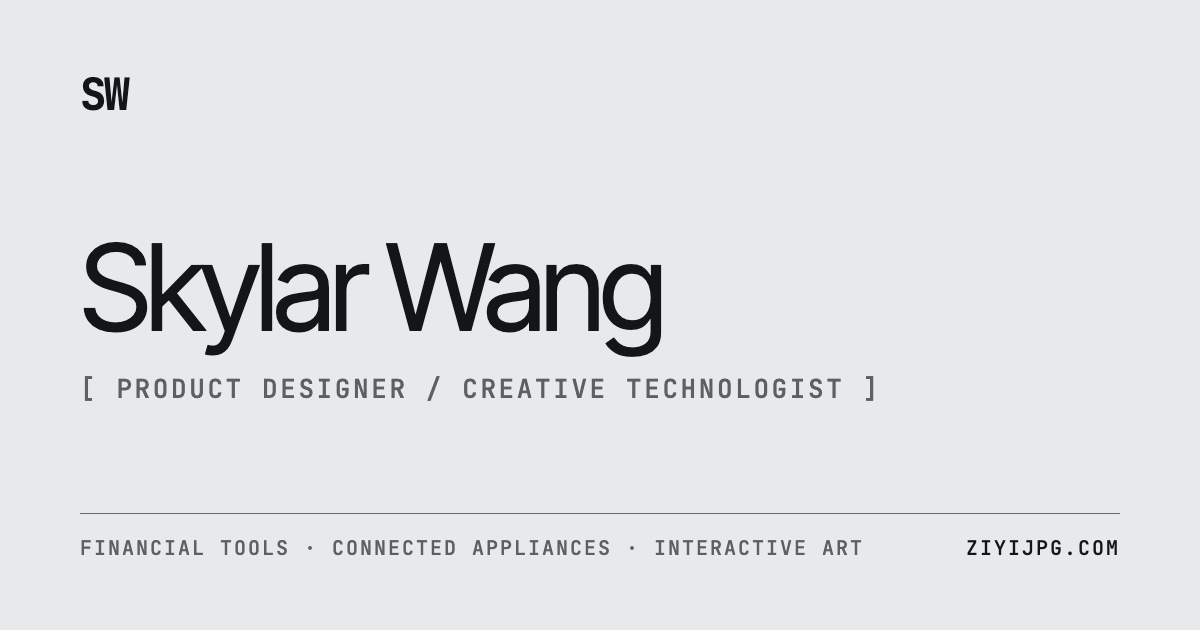 SW
Skylar Wang
[ PRODUCT DESIGNER / CREATIVE TECHNOLOGIST ]
FINANCIAL TOOLS · CONNECTED APPLIANCES · INTERACTIVE ART
ZIYIJPG.COM